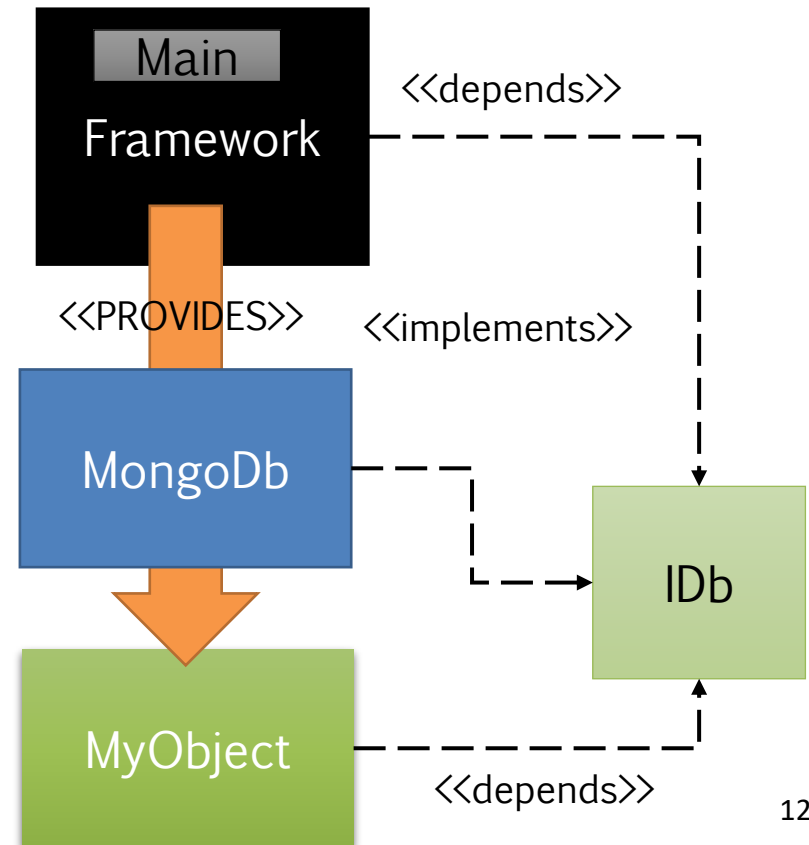 Main
<<depends>>
Framework
<<PROVIDES>>
<<implements>>
MongoDb
IDb
MyObject
<<depends>>
12